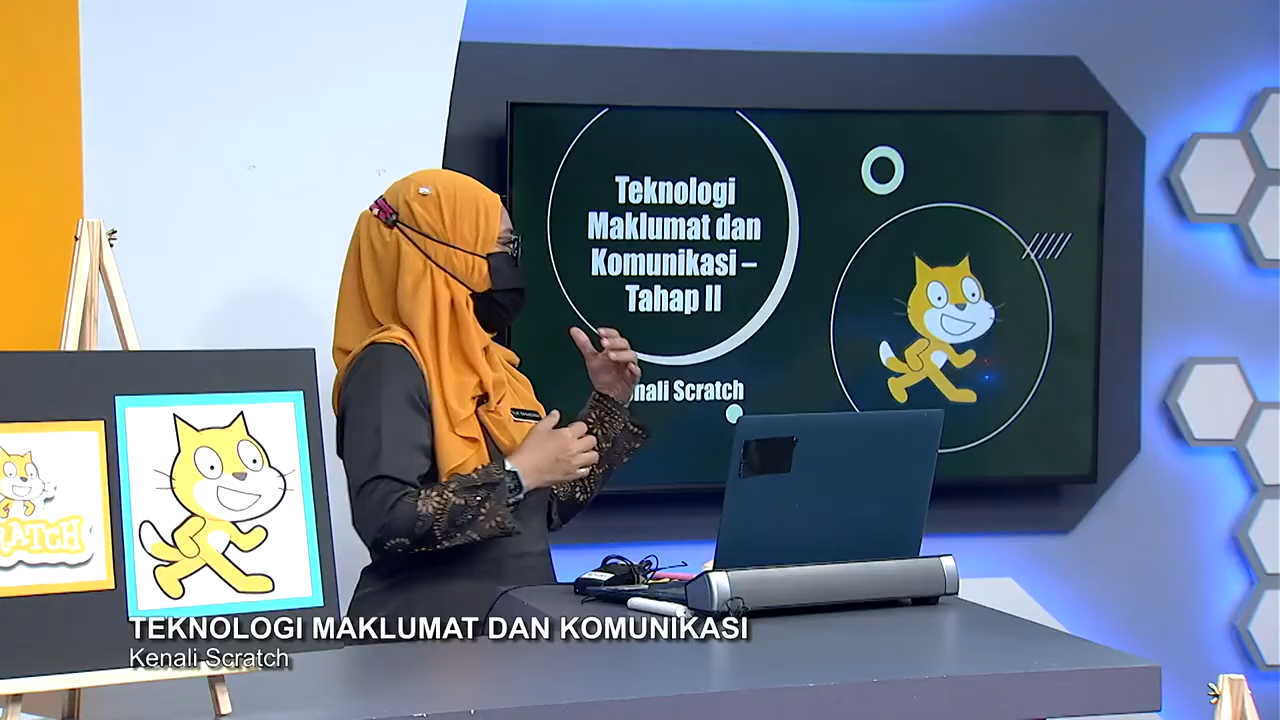 Teknologi
Maklumat dan
Komunikasi –
Tahap II
nali Scratch
RATCH
TEKNOLOGI MAKLUMAT DAN KOMUNIKASI
Kenali Scratch